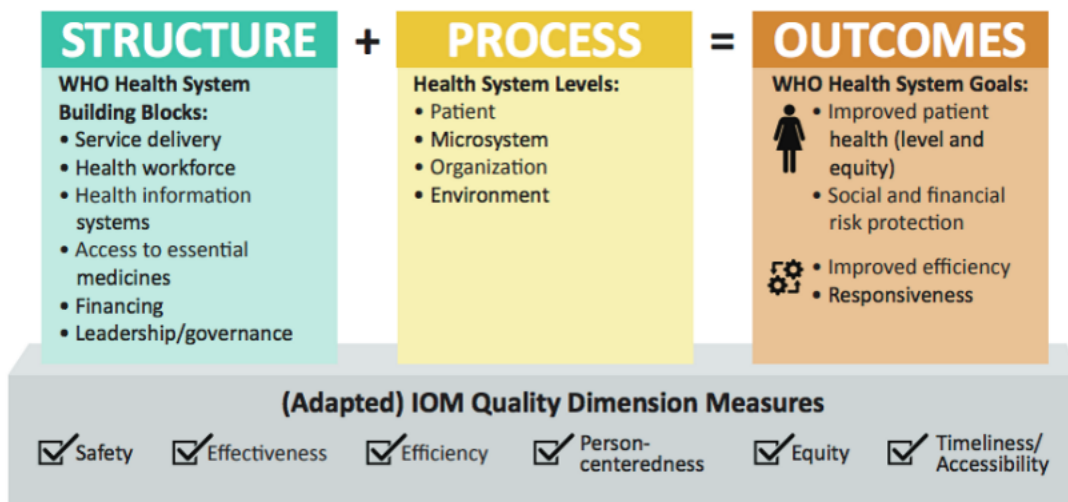 STRUCTURE + PROCESS = OUTCOMES
WHO Health System
Building Blocks:
• Service delivery
• Health workforce
• Health information
systems
• Access to essential
medicines
• Financing
• Leadership/governance
Health System Levels:
• Patient
• Microsystem
• Organization
• Environment
WHO Health System Goals:
• Improved patient
health (level and
equity)
• Social and financial
risk protection
• Improved efficiency
• Responsiveness
(Adapted) IOM Quality Dimension Measures
Safety
Effectiveness
Efficiency
Person-
centeredness
Equity
Timeliness/
Accessibility